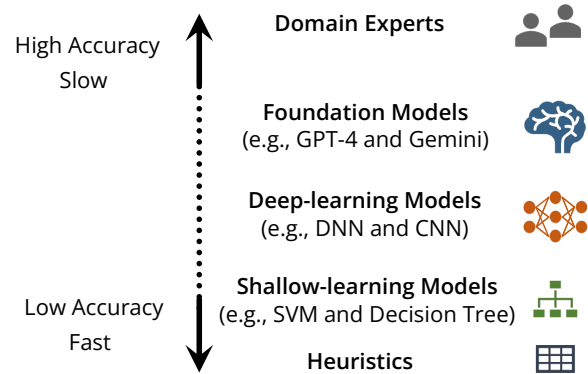 High Accuracy
Slow
Domain Experts
Foundation Models
(e.g., GPT-4 and Gemini)
Deep-learning Models
(e.g., DNN and CNN)
Shallow-learning Models
(e.g., SVM and Decision Tree)
Low Accuracy
Fast
Heuristics